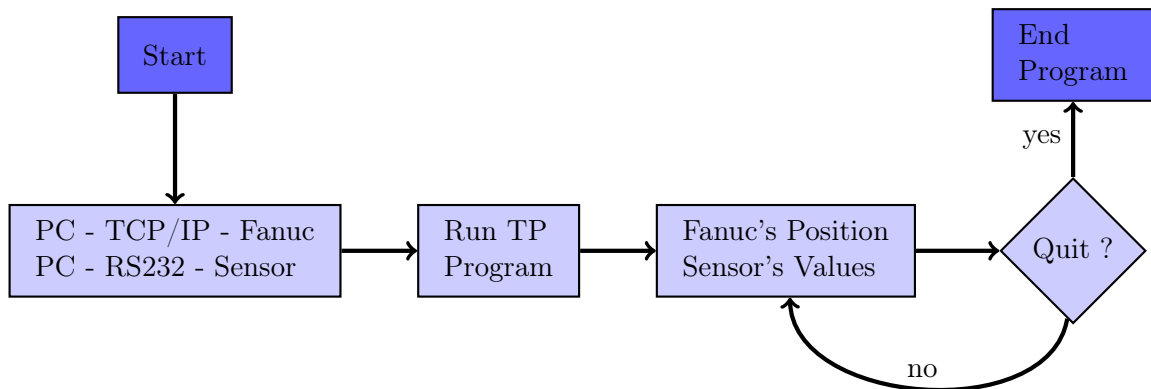 Start
PC - TCP/IP - Fanuc
PC - RS232 - Sensor
Run TP
Program
Fanuc's Position
Sensor's Values
Quit ?
yes
no
End
Program